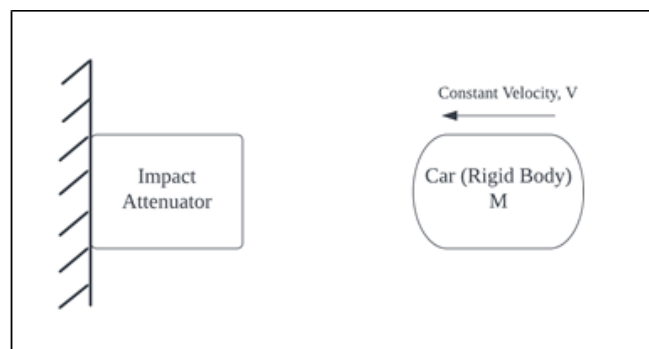 Constant Velocity, V
Impact
Attenuator
Car (Rigid Body)
M